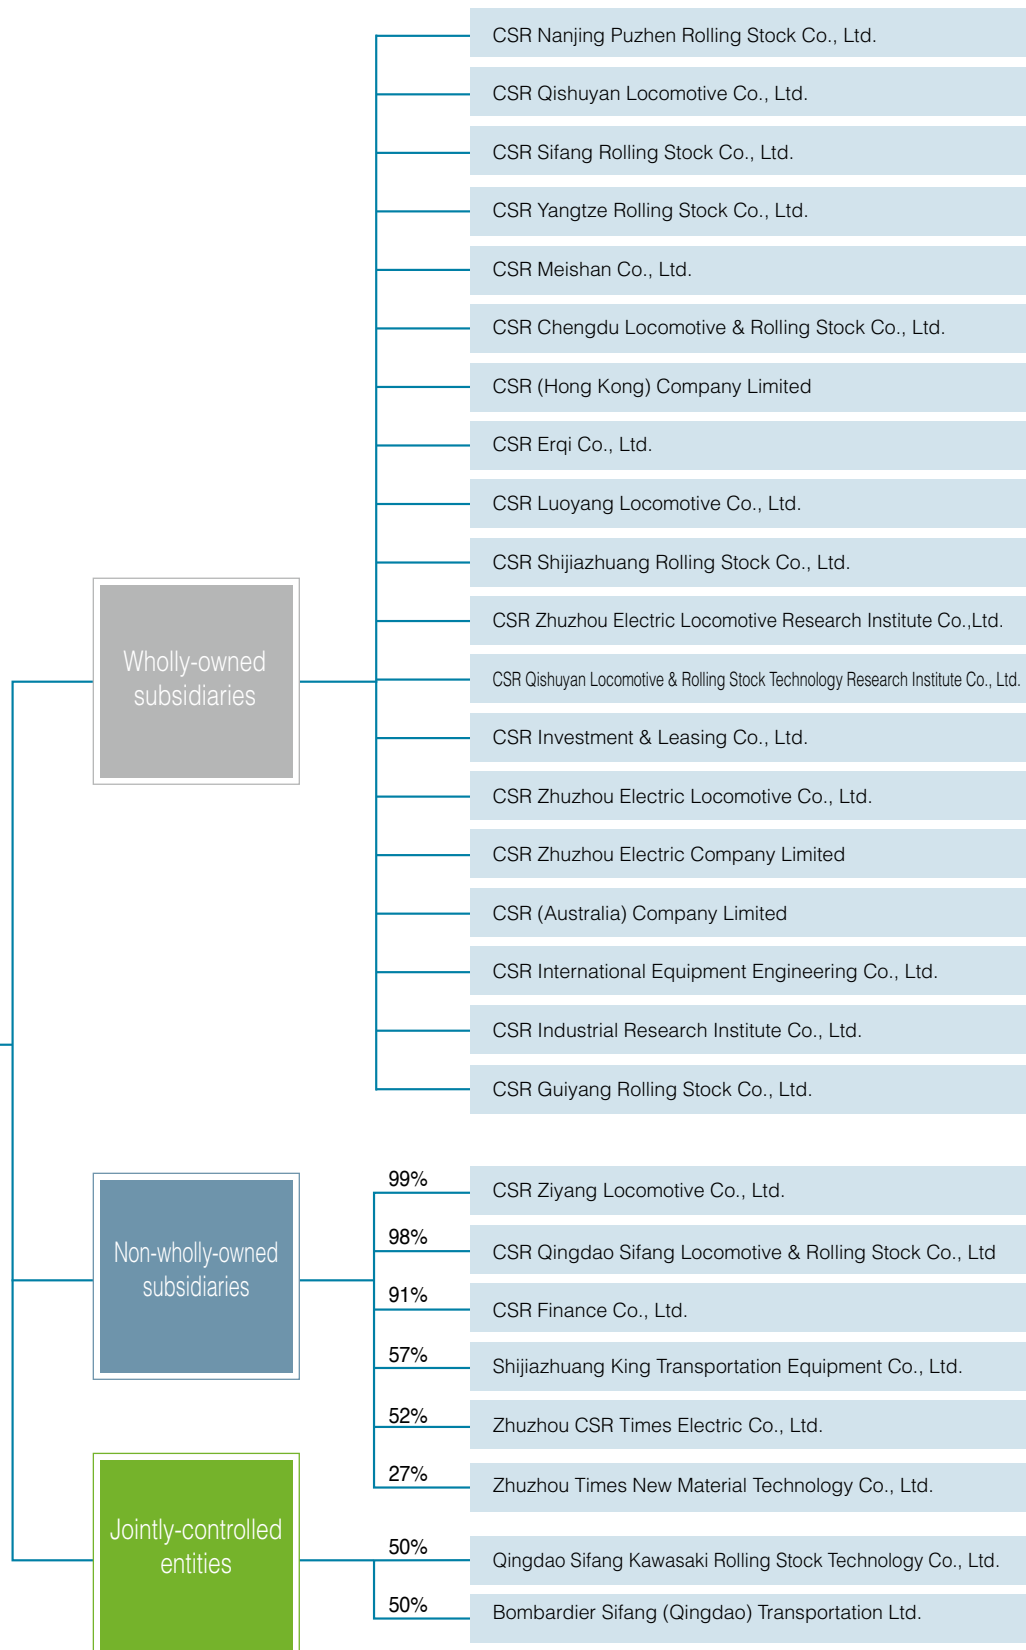 CSR Nanjing Puzhen Rolling Stock Co., Ltd.
CSR Qishuyan Locomotive Co., Ltd.
CSR Sifang Rolling Stock Co., Ltd.
CSR Yangtze Rolling Stock Co., Ltd.
CSR Meishan Co., Ltd.
CSR Chengdu Locomotive & Rolling Stock Co., Ltd.
CSR (Hong Kong) Company Limited
CSR Erqi Co., Ltd.
CSR Luoyang Locomotive Co., Ltd.
CSR Shijiazhuang Rolling Stock Co., Ltd.
CSR Zhuzhou Electric Locomotive Research Institute Co.,Ltd.
Wholly-owned
subsidiaries
CSR Qishuyan Locomotive & Rolling Stock Technology Research Institute Co., Ltd.
CSR Investment & Leasing Co., Ltd.
CSR Zhuzhou Electric Locomotive Co., Ltd.
CSR Zhuzhou Electric Company Limited
CSR (Australia) Company Limited
CSR International Equipment Engineering Co., Ltd.
CSR Industrial Research Institute Co., Ltd.
CSR Guiyang Rolling Stock Co., Ltd.
Non-wholly-owned
subsidiaries
99%
CSR Ziyang Locomotive Co., Ltd.
98%
CSR Qingdao Sifang Locomotive & Rolling Stock Co., Ltd
91%
CSR Finance Co., Ltd.
57%
Shijiazhuang King Transportation Equipment Co., Ltd.
52%
Zhuzhou CSR Times Electric Co., Ltd.
27%
Zhuzhou Times New Material Technology Co., Ltd.
Jointly-controlled
entities
50%
Qingdao Sifang Kawasaki Rolling Stock Technology Co., Ltd.
50%
Bombardier Sifang (Qingdao) Transportation Ltd.